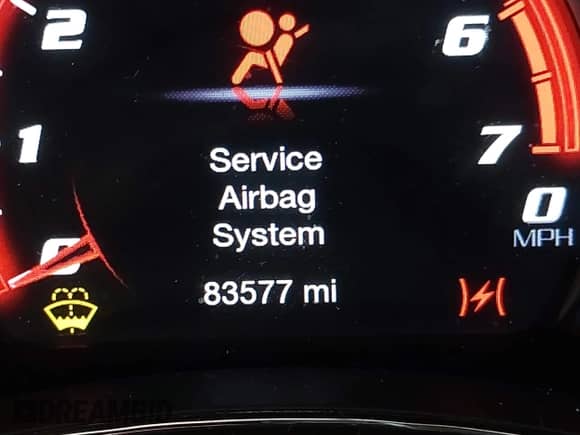 2
6
1
Service
7
Airbag
System
0
MPH
0
83577 mi
DREAMBID